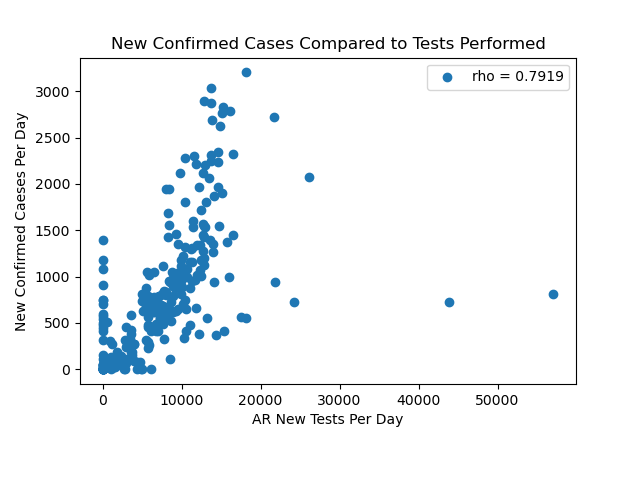 New Confirmed Cases Compared to Tests Performed
rho = 0.7919
New Confirmed Caeses Per Day
3000
2500
2000
1500
1000
500
0
0 10000 20000 30000 40000 50000
AR New Tests Per Day